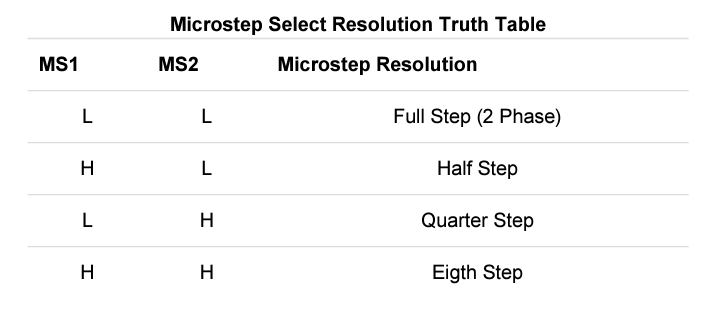 Microstep Select Resolution Truth Table
MS1 MS2 Microstep Resolution
L L Full Step (2 Phase)
H L Half Step
L H Quarter Step
H H Eigth Step